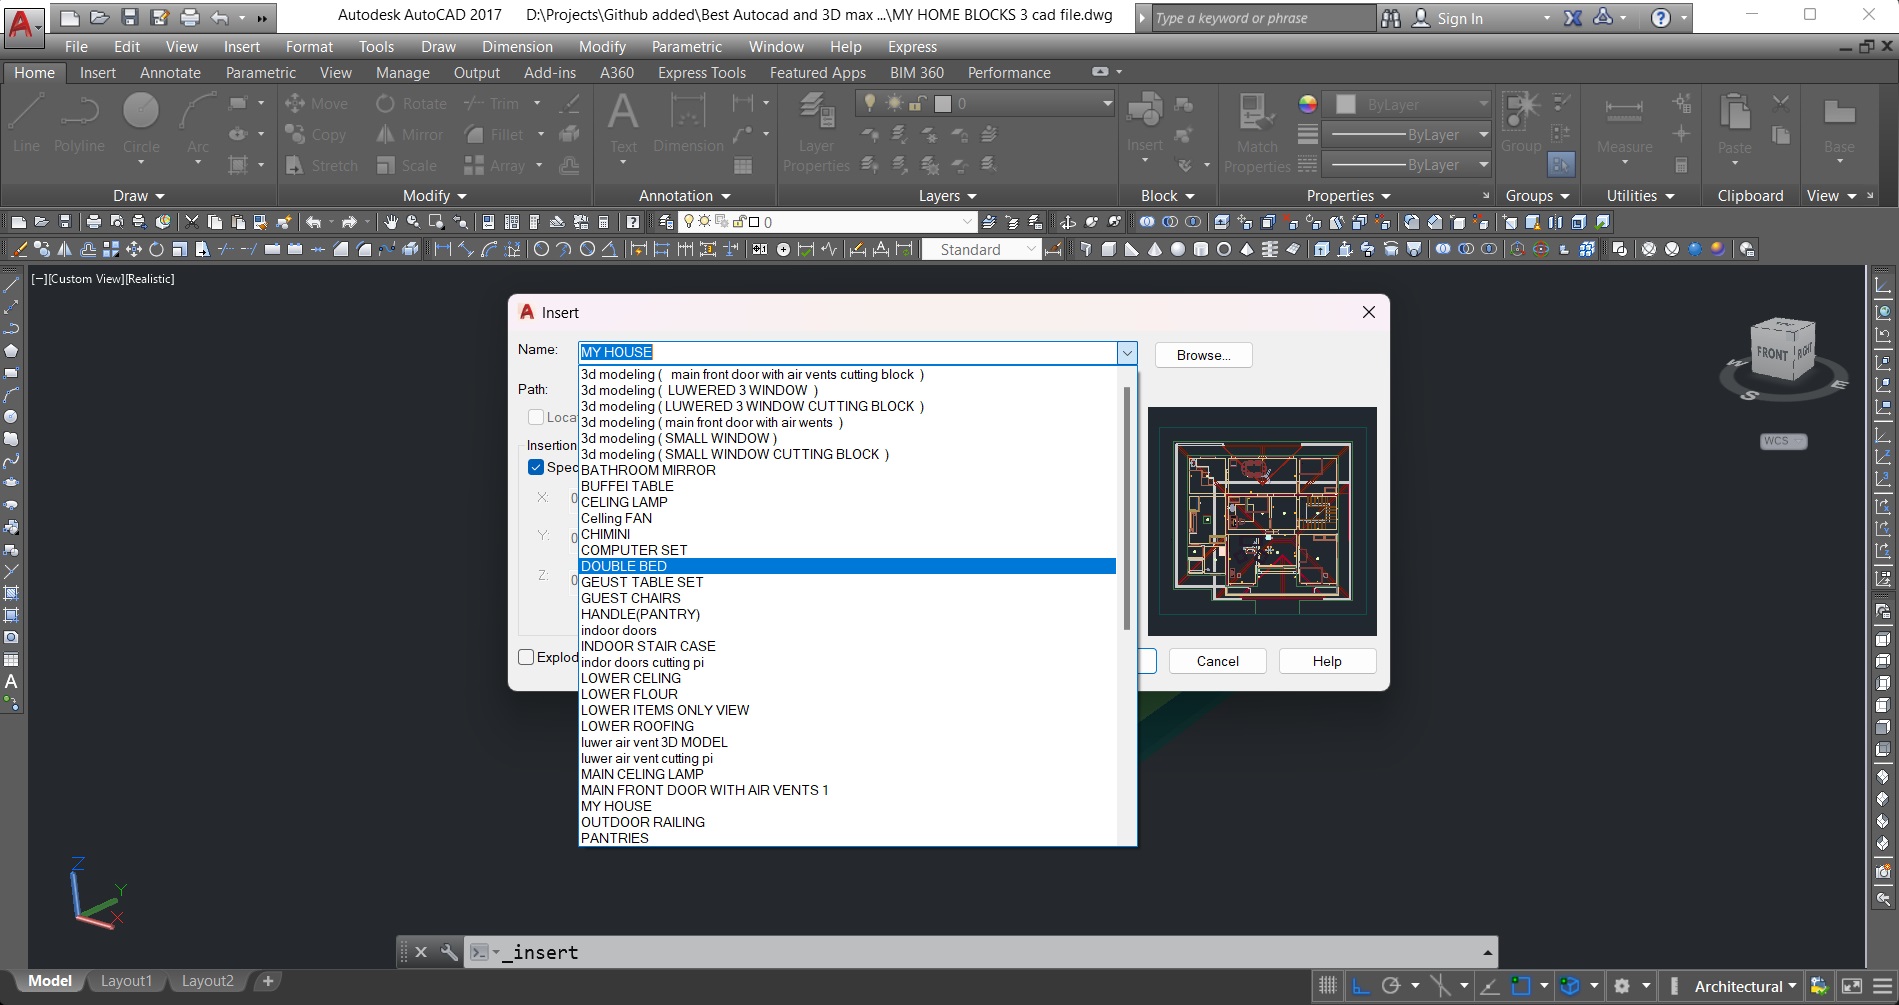 Autodesk AutoCAD 2017 D:\Projects\Github added\Best Autocad and 3D max ...\MY HOME BLOCKS 3 cad file.dwg
Type a keyword or phrase
Sign In
File Edit View Insert Format Tools Draw Dimension Modify Parametric Window Help Express
Home Insert Annotate Parametric View Manage Output Add-ins A360 Express Tools Featured Apps BIM 360 Performance
Move Rotate Trim 0 ByLayer
Copy Mirror Fillet ByLayer
Line Polyline Circle Arc Text Dimension Layer Insert Match Group Measure Paste Base
Stretch Scale Array Properties Properties ByLayer
Draw Modify Annotation Layers Block Properties Groups Utilities Clipboard View
0
Standard
[−][Custom View][Realistic]
Insert
Name: MY HOUSE Browse...
Path:
Loca
Insertion
Spec
X: 0
Y: 0
Z: 0
Explod
3d modeling ( main front door with air vents cutting block )
3d modeling ( LUWERED 3 WINDOW )
3d modeling ( LUWERED 3 WINDOW CUTTING BLOCK )
3d modeling ( main front door with air wents )
3d modeling ( SMALL WINDOW )
3d modeling ( SMALL WINDOW CUTTING BLOCK )
BATHROOM MIRROR
BUFFEI TABLE
CELING LAMP
Celling FAN
CHIMINI
COMPUTER SET
DOUBLE BED
GEUST TABLE SET
GUEST CHAIRS
HANDLE(PANTRY)
indoor doors
INDOOR STAIR CASE
indor doors cutting pi
LOWER CELING
LOWER FLOUR
LOWER ITEMS ONLY VIEW
LOWER ROOFING
luwer air vent 3D MODEL
luwer air vent cutting pi
MAIN CELING LAMP
MAIN FRONT DOOR WITH AIR VENTS 1
MY HOUSE
OUTDOOR RAILING
PANTRIES
Cancel Help
FRONT RIGHT
W S E
WCS
Z
Y
X
_insert
Model Layout1 Layout2 +
Architectural